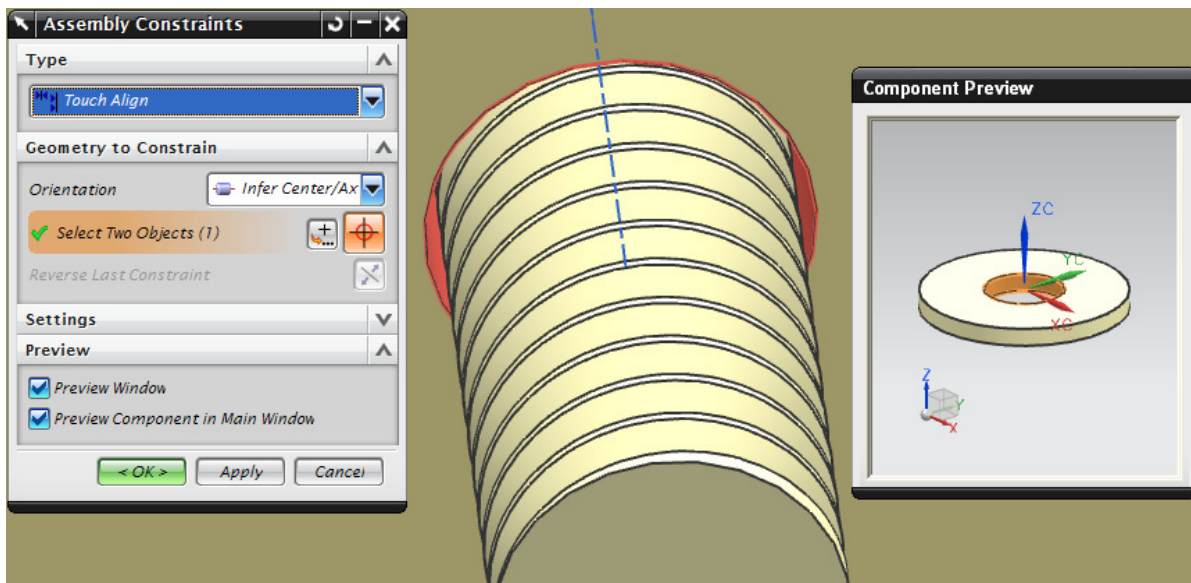 Assembly Constraints
Type
Touch Align
Geometry to Constrain
Orientation
Infer Center/Ax
Select Two Objects (1)
Reverse Last Constraint
Settings
Preview
Preview Window
Preview Component in Main Window
< OK >
Apply
Cancel
Component Preview
ZC
YC
XC
Z
Y
X